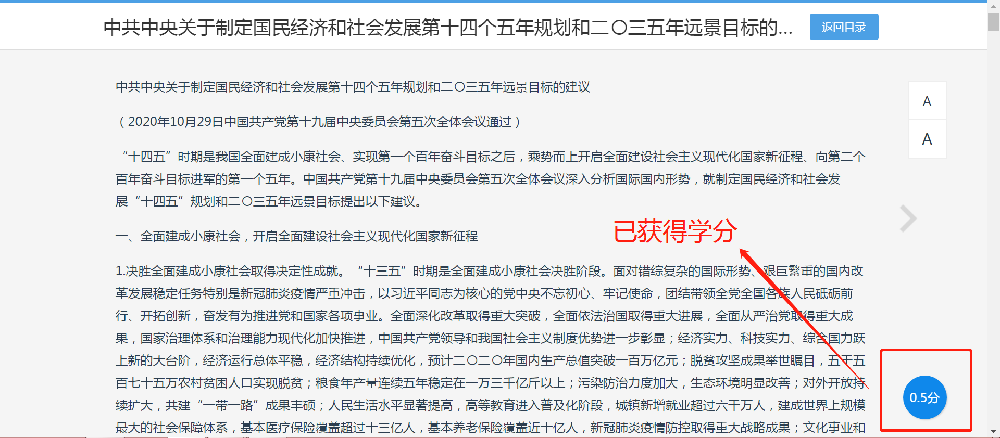 中共中央关于制定国民经济和社会发展第十四个五年规划和二〇三五年远景目标的...
返回目录
中共中央关于制定国民经济和社会发展第十四个五年规划和二〇三五年远景目标的建议
（2020年10月29日中国共产党第十九届中央委员会第五次全体会议通过）
“十四五”时期是我国全面建成小康社会、实现第一个百年奋斗目标之后，乘势而上开启全面建设社会主义现代化国家新征程、向第二个
百年奋斗目标进军的第一个五年。中国共产党第十九届中央委员会第五次全体会议深入分析国际国内形势，就制定国民经济和社会发
展“十四五”规划和二〇三五年远景目标提出以下建议。
一、全面建成小康社会，开启全面建设社会主义现代化国家新征程
1.决胜全面建成小康社会取得决定性成就。“十三五”时期是全面建成小康社会决胜阶段。面对错综复杂的国际形势、艰巨繁重的国内改
革发展稳定任务特别是新冠肺炎疫情严重冲击，以习近平同志为核心的党中央不忘初心、牢记使命，团结带领全党全国各族人民砥砺前
行、开拓创新，奋发有为推进党和国家各项事业。全面深化改革取得重大突破，全面依法治国取得重大进展，全面从严治党取得重大成
果，国家治理体系和治理能力现代化加快推进，中国共产党领导和我国社会主义制度优势进一步彰显；经济实力、科技实力、综合国力跃
上新的大台阶，经济运行总体平稳，经济结构持续优化，预计二〇二〇年国内生产总值突破一百万亿元；脱贫攻坚成果举世瞩目，五千五
百七十五万农村贫困人口实现脱贫；粮食年产量连续五年稳定在一万三千亿斤以上；污染防治力度加大，生态环境明显改善；对外开放持
续扩大，共建“一带一路”成果丰硕；人民生活水平显著提高，高等教育进入普及化阶段，城镇新增就业超过六千万人，建成世界上规模
最大的社会保障体系，基本医疗保险覆盖超过十三亿人，基本养老保险覆盖近十亿人，新冠肺炎疫情防控取得重大战略成果；文化事业和
A
A
已获得学分
0.5分